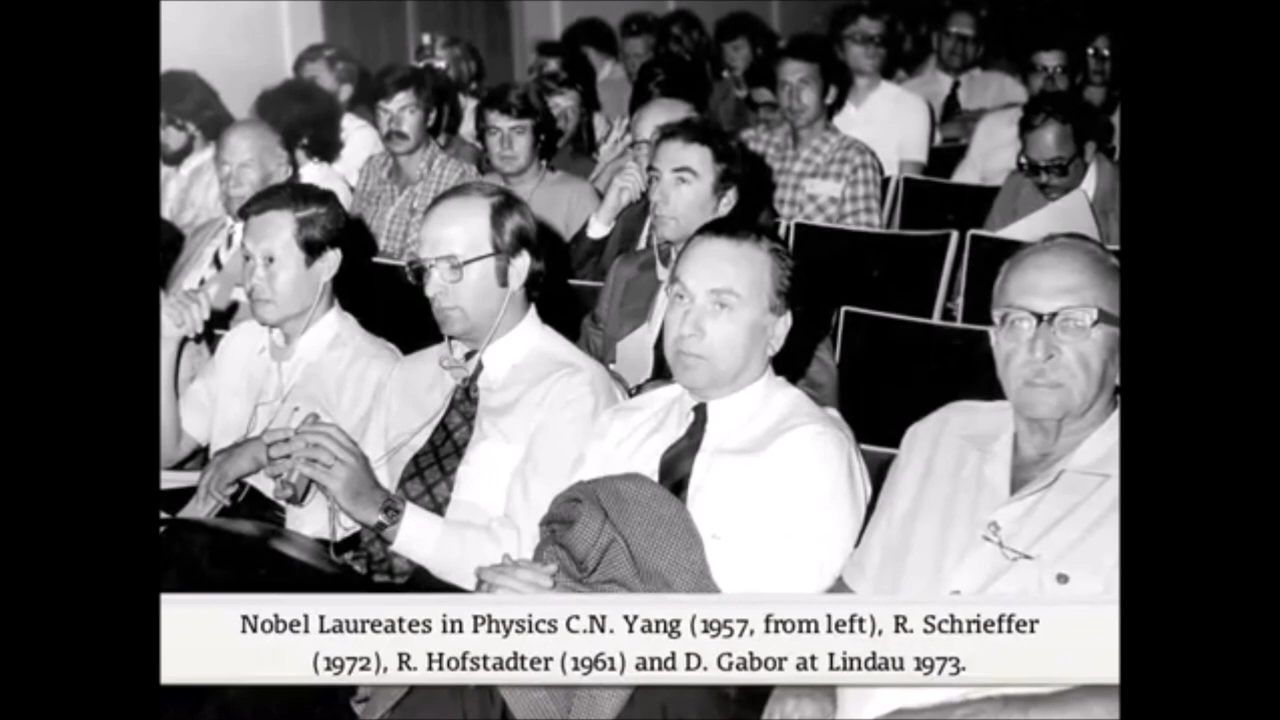 Nobel Laureates in Physics C.N. Yang (1957, from left), R. Schrieffer
(1972), R. Hofstadter (1961) and D. Gabor at Lindau 1973.